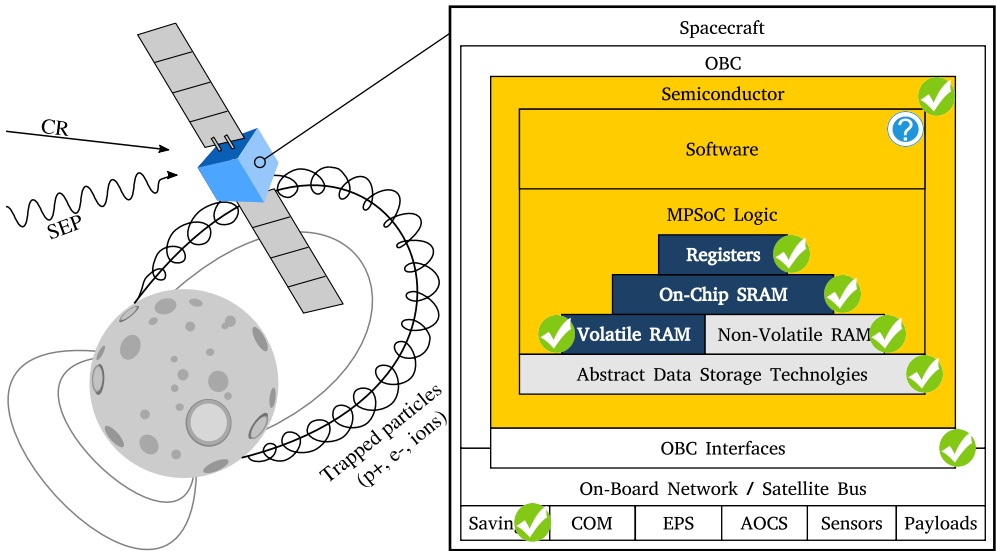 CR
SEP
Trapped particles
(p+, e-, ions)
Spacecraft
OBC
Semiconductor
?
Software
MPSoC Logic
Registers
On-Chip SRAM
Volatile RAM
Non-Volatile RAM
Abstract Data Storage Technolgies
OBC Interfaces
On-Board Network / Satellite Bus
Savin
COM
EPS
AOCS
Sensors
Payloads